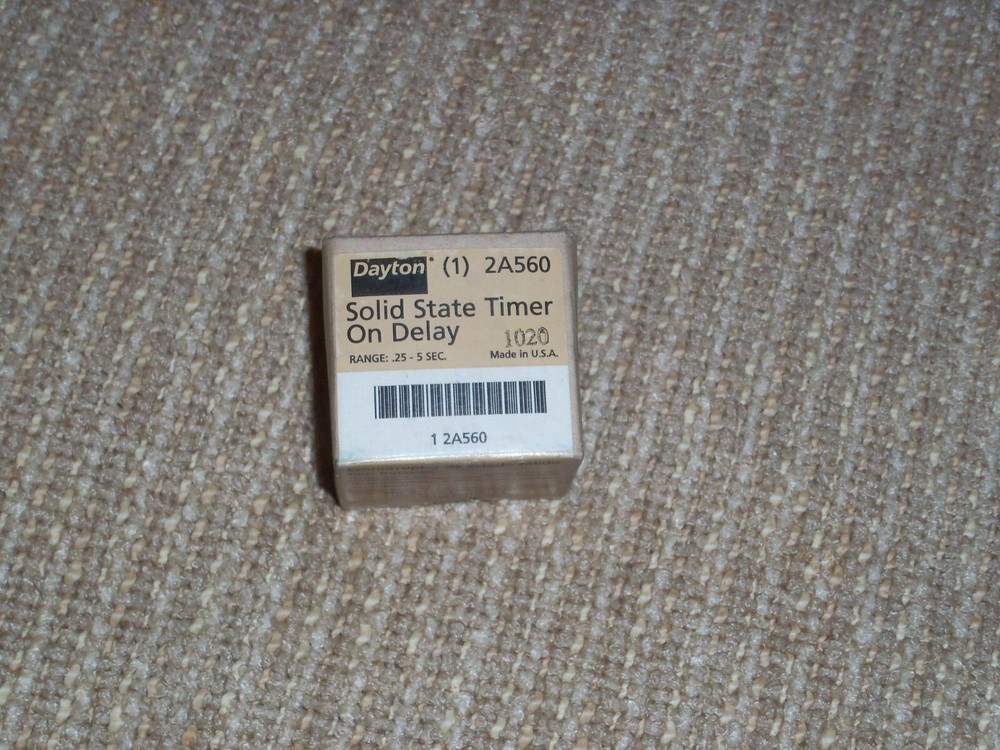 Dayton (1) 2A560
Solid State Timer
On Delay
1020
RANGE: .25 - 5 SEC. Made in U.S.A.
1 2A560